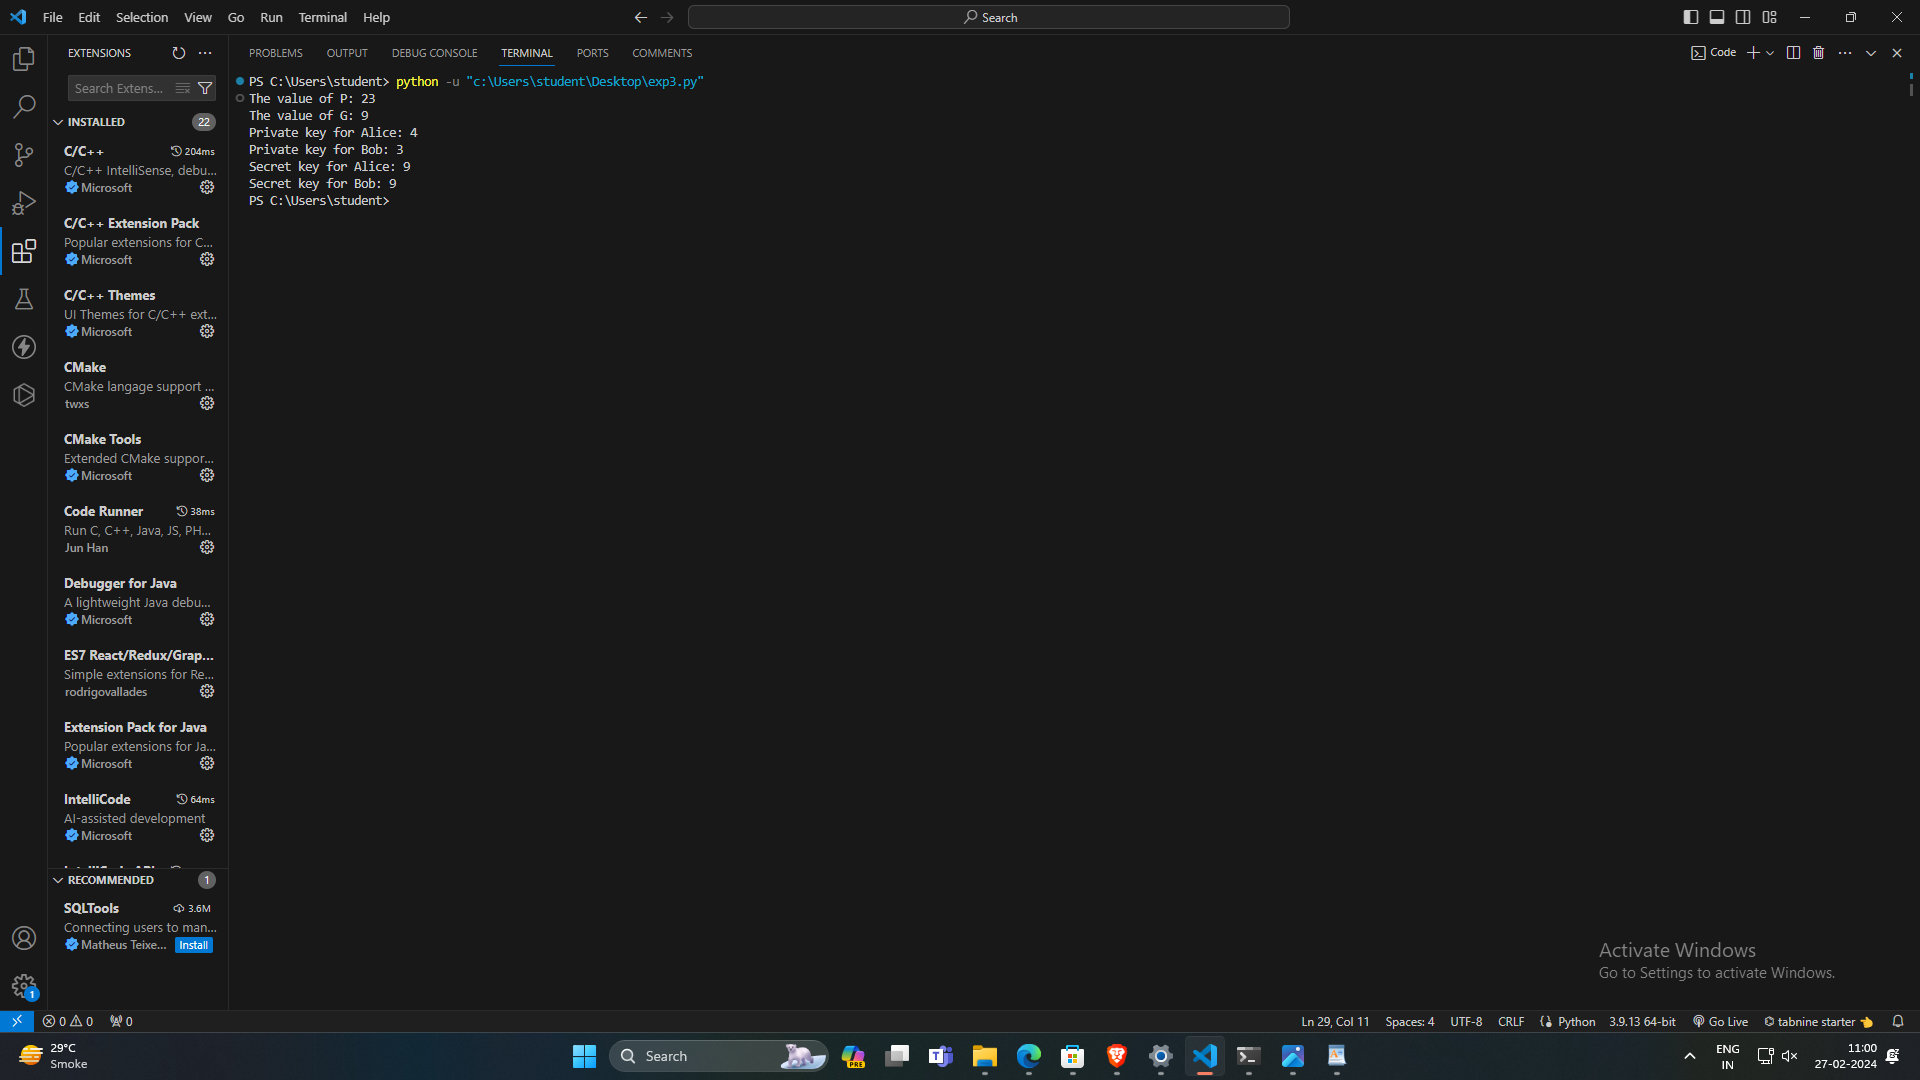 File Edit Selection View Go Run Terminal Help
Search
EXTENSIONS
Search Extens...
INSTALLED 22
C/C++ 204ms
C/C++ IntelliSense, debu...
Microsoft
C/C++ Extension Pack
Popular extensions for C...
Microsoft
C/C++ Themes
UI Themes for C/C++ ext...
Microsoft
CMake
CMake langage support ...
twxs
CMake Tools
Extended CMake suppor...
Microsoft
Code Runner 38ms
Run C, C++, Java, JS, PH...
Jun Han
Debugger for Java
A lightweight Java debu...
Microsoft
ES7 React/Redux/Grap...
Simple extensions for Re...
rodrigovallades
Extension Pack for Java
Popular extensions for Ja...
Microsoft
IntelliCode 64ms
AI-assisted development
Microsoft
RECOMMENDED 1
SQLTools 3.6M
Connecting users to man...
Matheus Teixe... Install
PROBLEMS OUTPUT DEBUG CONSOLE TERMINAL PORTS COMMENTS
Code
PS C:\Users\student> python -u "c:\Users\student\Desktop\exp3.py"
The value of P: 23
The value of G: 9
Private key for Alice: 4
Private key for Bob: 3
Secret key for Alice: 9
Secret key for Bob: 9
PS C:\Users\student>
Activate Windows
Go to Settings to activate Windows.
1
0 0 0
Ln 29, Col 11 Spaces: 4 UTF-8 CRLF Python 3.9.13 64-bit Go Live tabnine starter
29°C
Smoke
Search
PRE
ENG
IN
11:00
27-02-2024